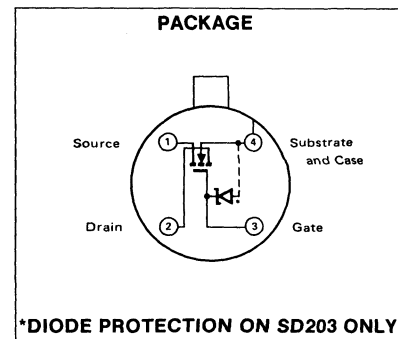 PACKAGE
Source
1
4
Substrate
and Case
Drain
2
3
Gate
*DIODE PROTECTION ON SD203 ONLY